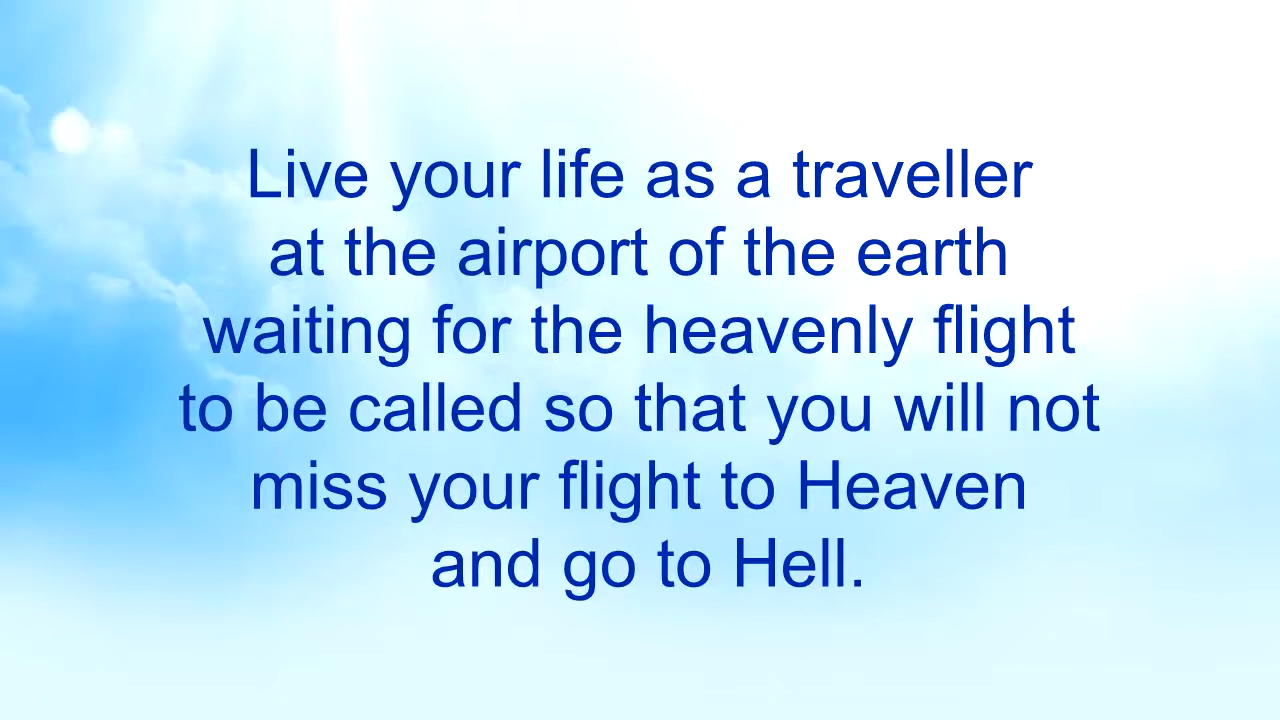 Live your life as a traveller
at the airport of the earth
waiting for the heavenly flight
to be called so that you will not
miss your flight to Heaven
and go to Hell.